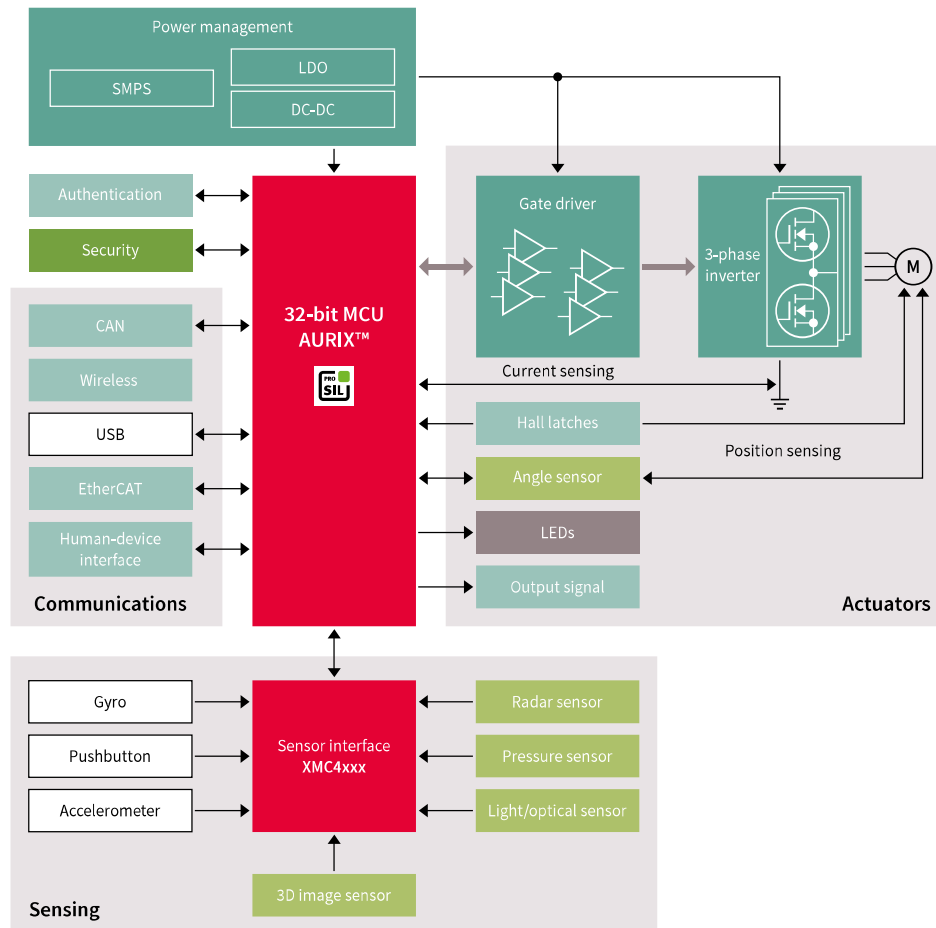 Power management
SMPS
LDO
DC-DC
Authentication
Security
CAN
Wireless
USB
EtherCAT
Human-device
interface
Communications
32-bit MCU
AURIX™
PRO
SIL
Gate driver
3-phase
inverter
M
Current sensing
Hall latches
Position sensing
Angle sensor
LEDs
Output signal
Actuators
Gyro
Pushbutton
Accelerometer
Sensor interface
XMC4xxx
Radar sensor
Pressure sensor
Light/optical sensor
3D image sensor
Sensing